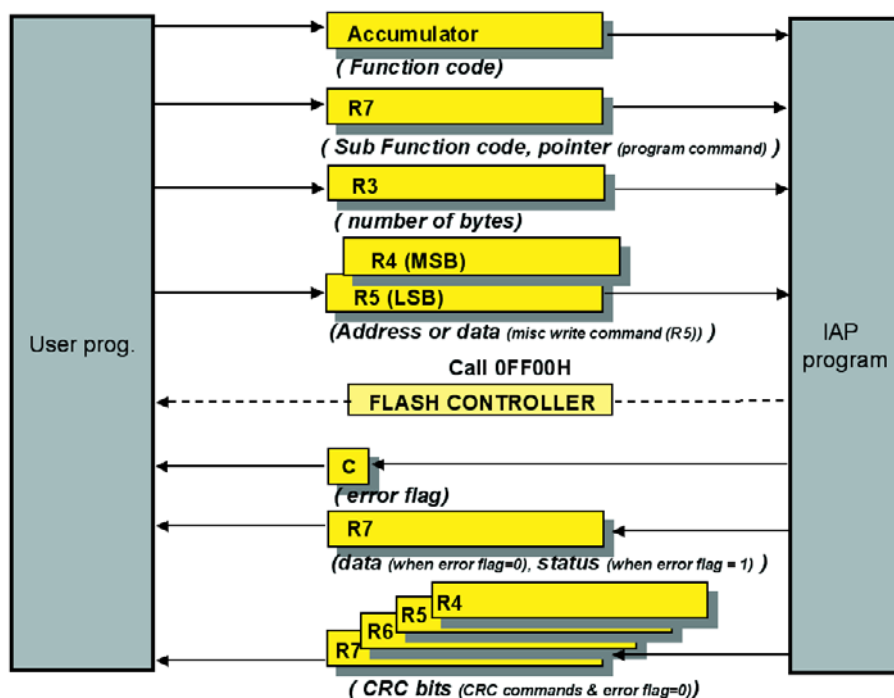 Accumulator
( Function code)
R7
( Sub Function code, pointer (program command) )
R3
( number of bytes)
R4 (MSB)
R5 (LSB)
(Address or data (misc write command (R5)) )
User prog.
IAP
program
Call 0FF00H
FLASH CONTROLLER
C
( error flag)
R7
(data (when error flag=0), status (when error flag = 1) )
R4
R5
R6
R7
( CRC bits (CRC commands & error flag=0))